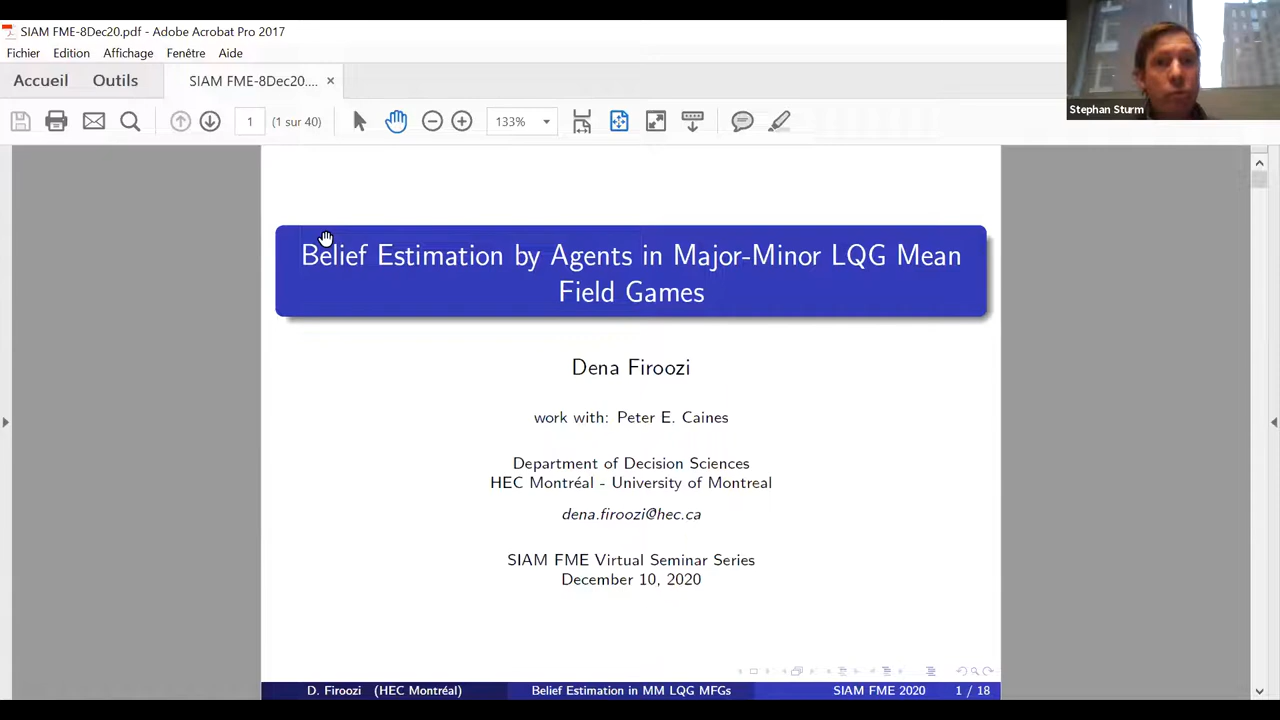 SIAM FME-8Dec20.pdf - Adobe Acrobat Pro 2017
Fichier Edition Affichage Fenêtre Aide
Accueil Outils SIAM FME-8Dec20.... ×
1 (1 sur 40) 133%
Stephan Sturm
Belief Estimation by Agents in Major-Minor LQG Mean
Field Games
Dena Firoozi
work with: Peter E. Caines
Department of Decision Sciences
HEC Montréal - University of Montreal
dena.firoozi@hec.ca
SIAM FME Virtual Seminar Series
December 10, 2020
D. Firoozi (HEC Montréal) Belief Estimation in MM LQG MFGs SIAM FME 2020 1 / 18